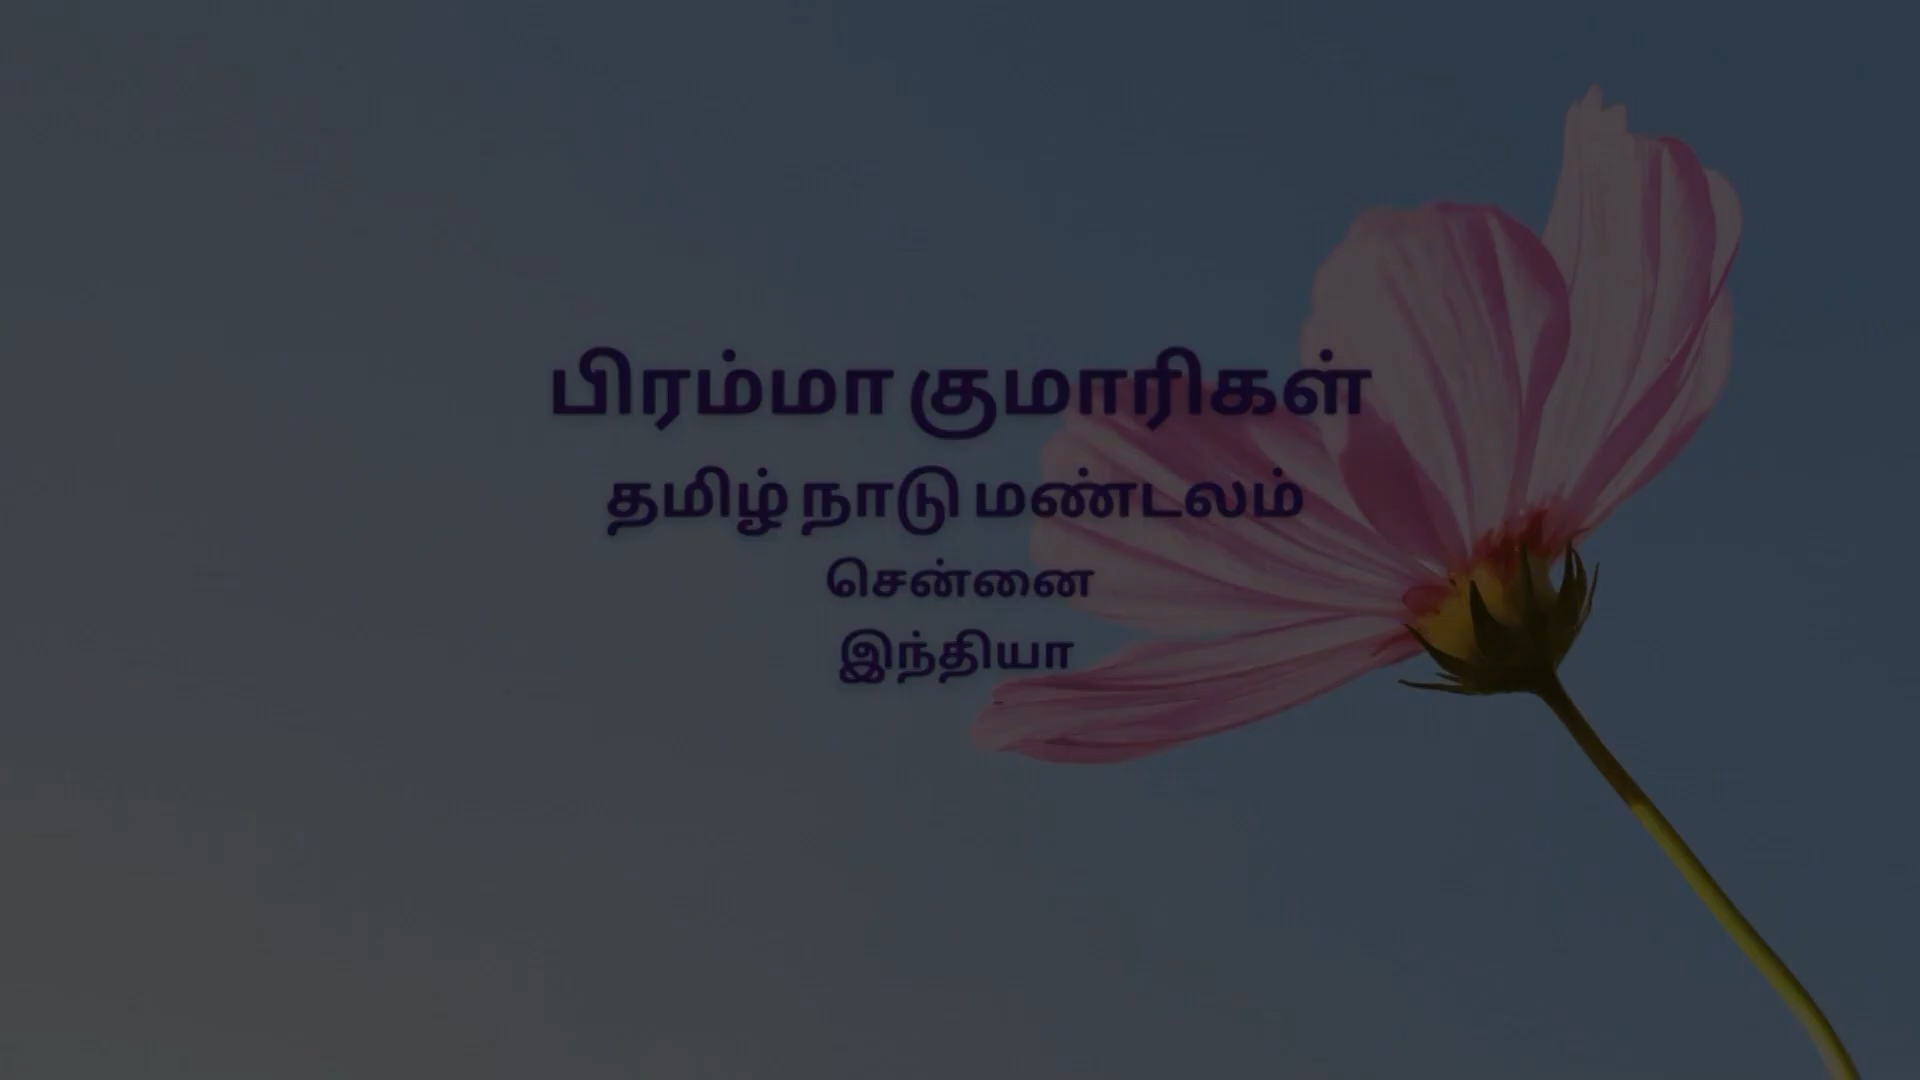 பிரம்மா குமாரிகள்
தமிழ் நாடு மண்டலம்
சென்னை
இந்தியா